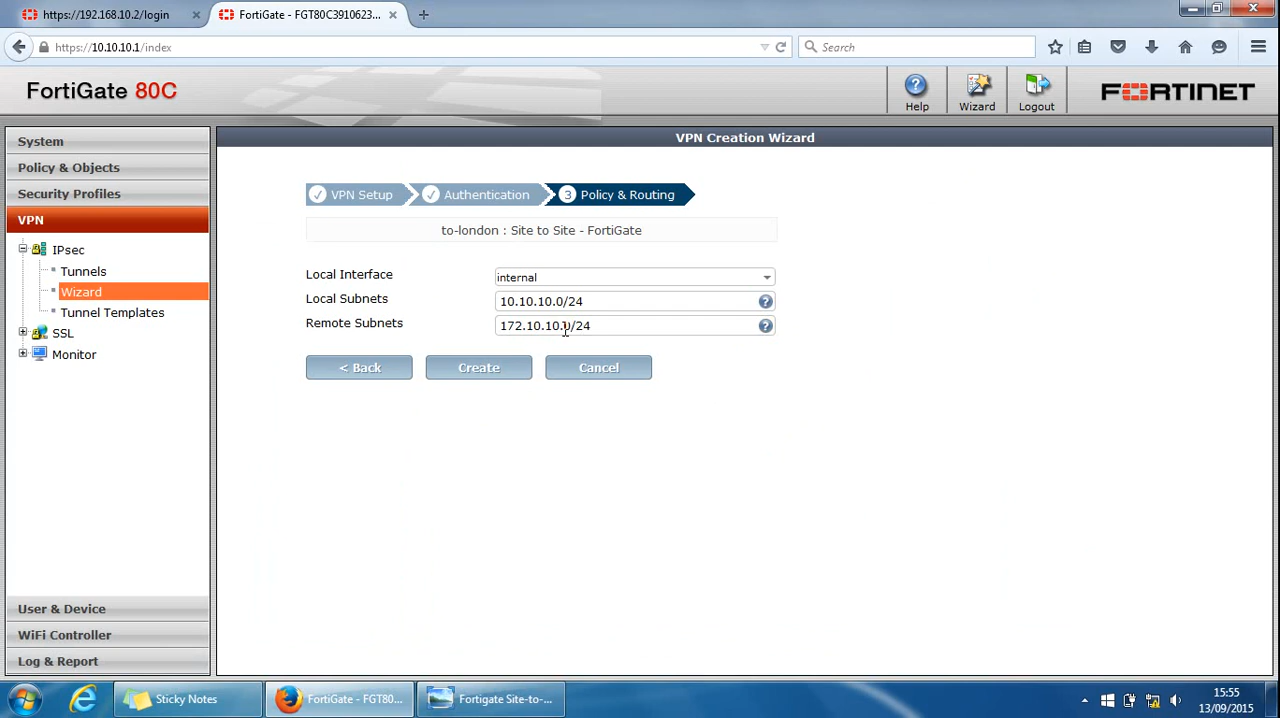 https://192.168.10.2/login
FortiGate - FGT80C3910623...
https://10.10.10.1/index
Search
FortiGate 80C
Help
Wizard
Logout
FORTINET
System
Policy & Objects
Security Profiles
VPN
IPsec
Tunnels
Wizard
Tunnel Templates
SSL
Monitor
User & Device
WiFi Controller
Log & Report
VPN Creation Wizard
VPN Setup
Authentication
3 Policy & Routing
to-london : Site to Site - FortiGate
Local Interface
internal
Local Subnets
10.10.10.0/24
Remote Subnets
172.10.10.0/24
< Back
Create
Cancel
Sticky Notes
FortiGate - FGT80...
Fortigate Site-to-...
15:55
13/09/2015